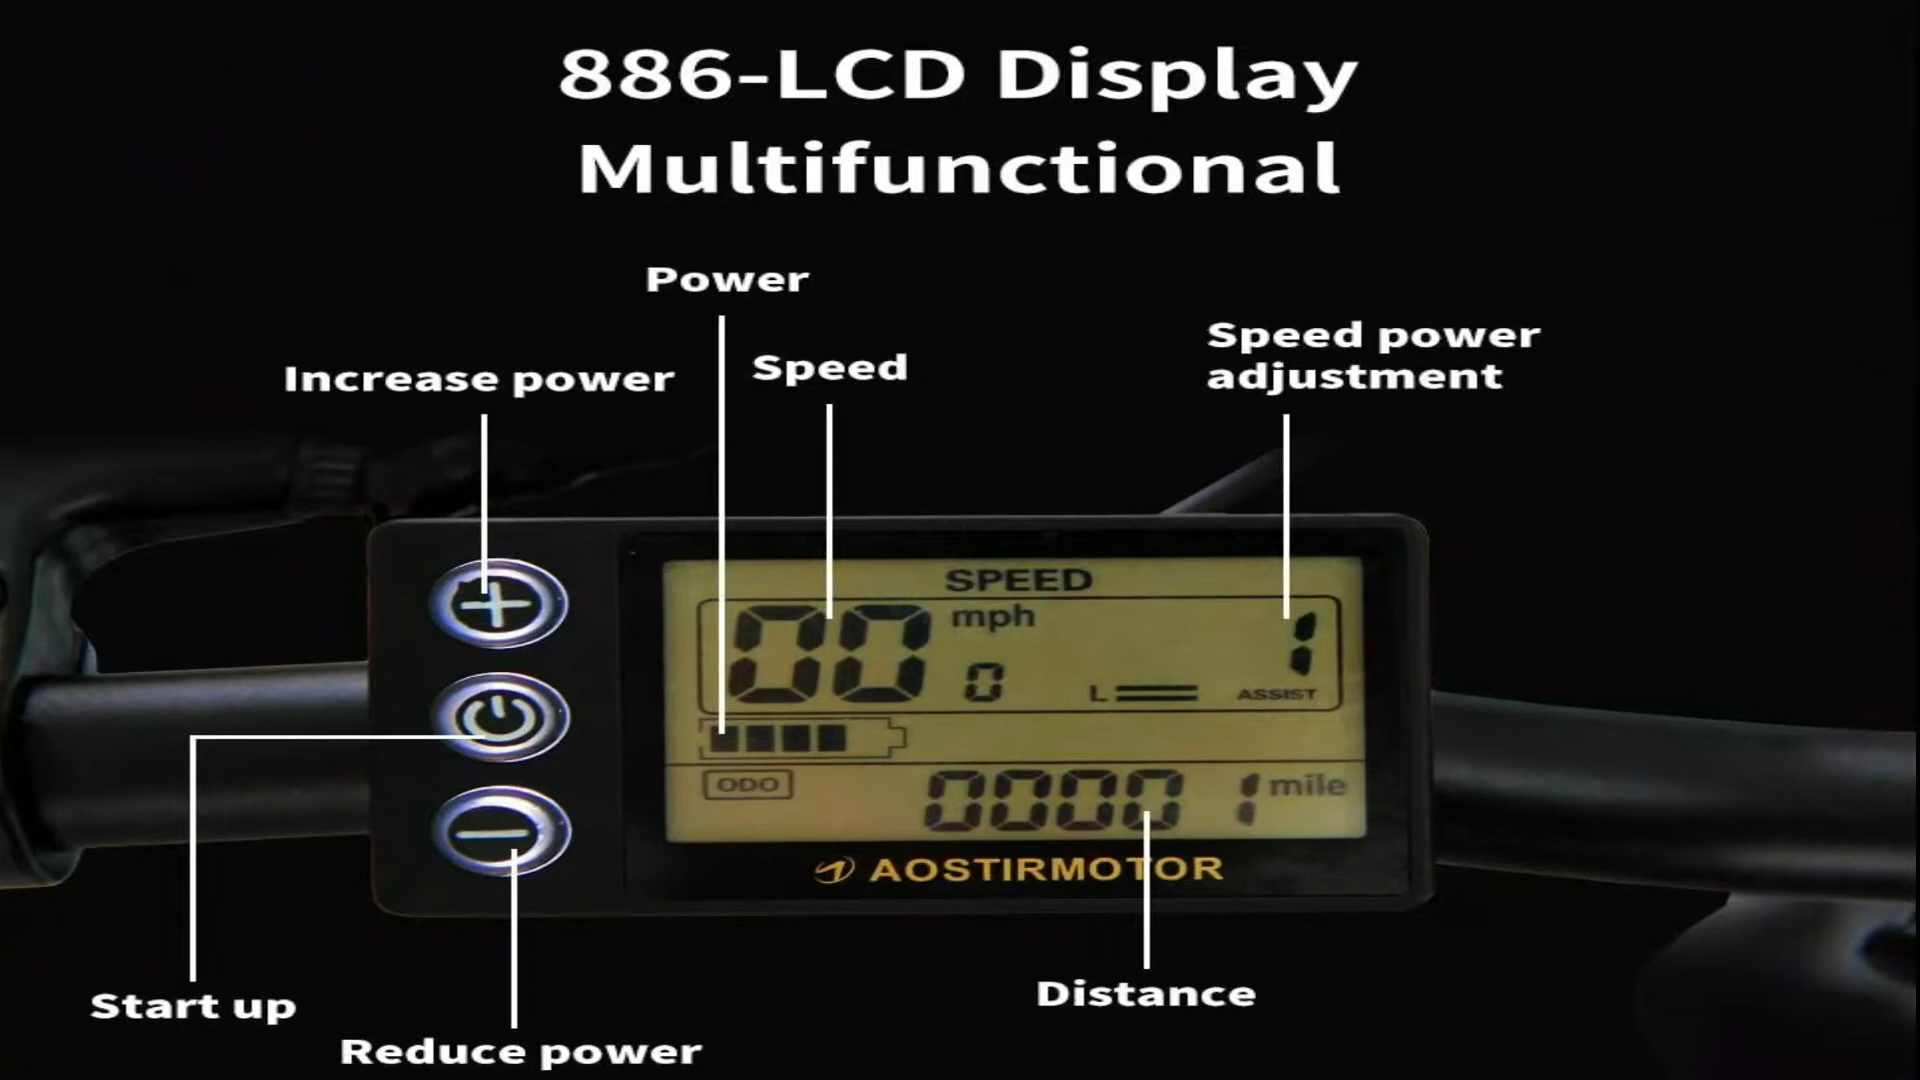 886-LCD Display
Multifunctional
Power
Speed power
adjustment
Speed
Increase power
SPEED
00 mph
0
1
L
ASSIST
ODO
00001 mile
AOSTIRMOTOR
Distance
Start up
Reduce power